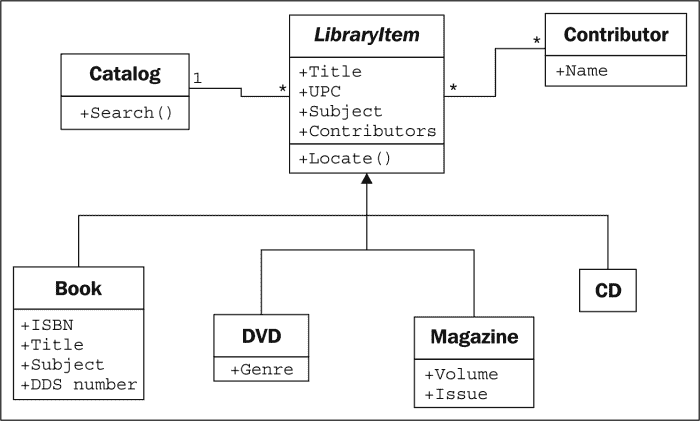 LibraryItem
+Title
+UPC
+Subject
+Contributors
+Locate()
Catalog
+Search()
1
*
*
*
Contributor
+Name
Book
+ISBN
+Title
+Subject
+DDS number
DVD
+Genre
Magazine
+Volume
+Issue
CD